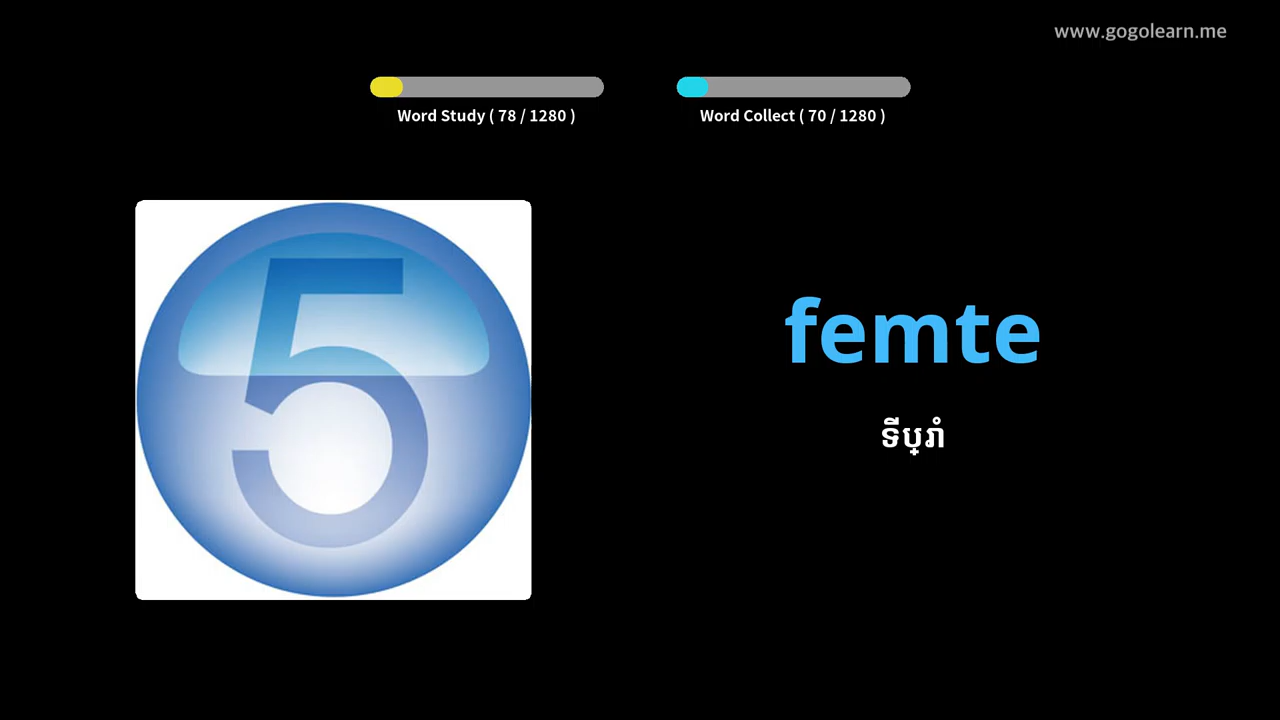 www.gogolearn.me
Word Study ( 78 / 1280 )
Word Collect ( 70 / 1280 )
5
femte
ទីប្រាំ